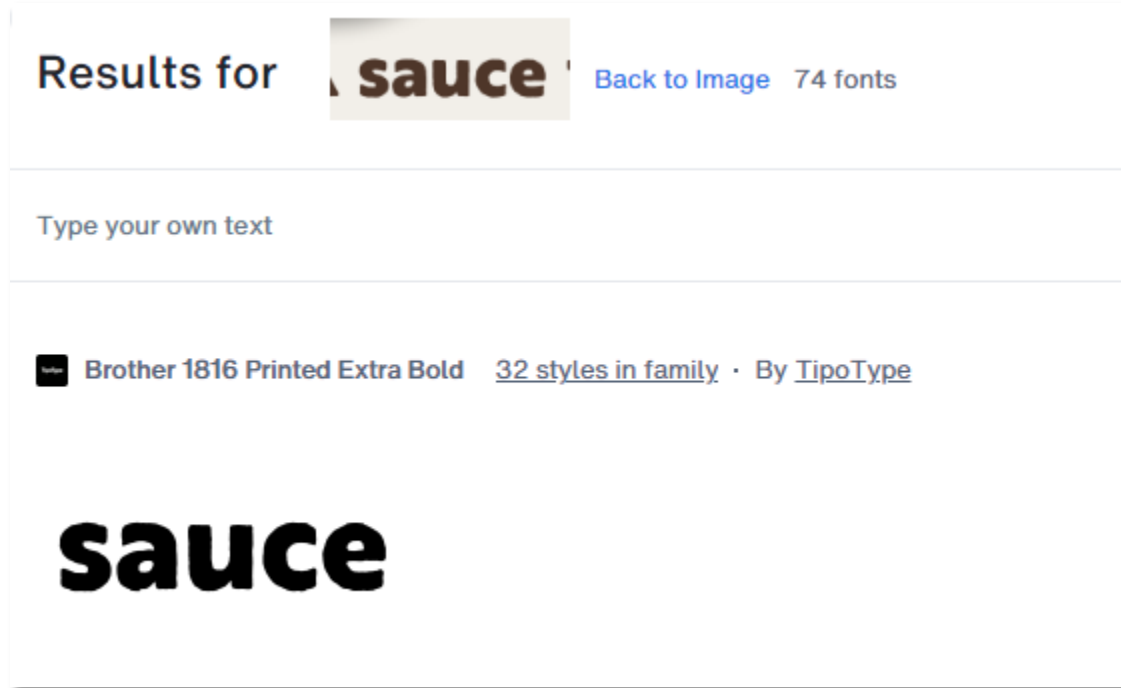 Results for sauce Back to Image 74 fonts
Type your own text
Brother 1816 Printed Extra Bold 32 styles in family · By TipoType
sauce